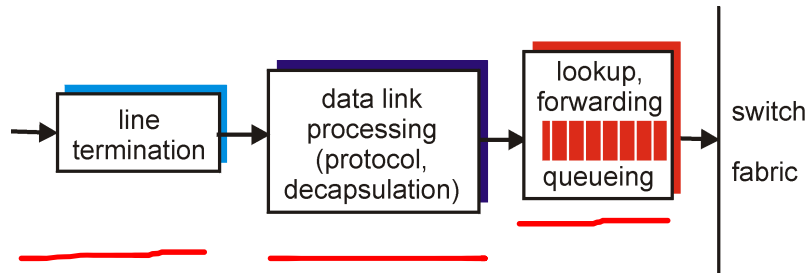 line
termination
data link
processing
(protocol,
decapsulation)
lookup,
forwarding
queueing
switch
fabric